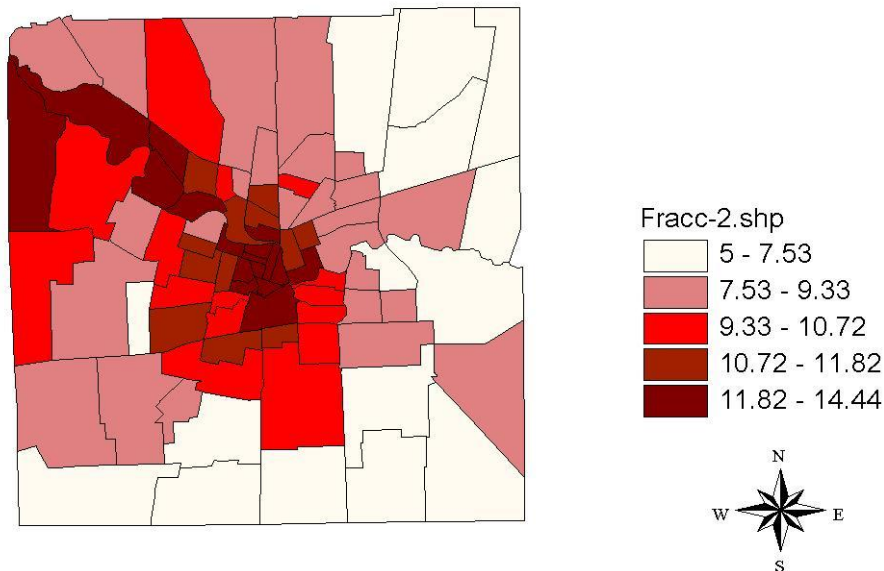 Fracc-2.shp
5 - 7.53
7.53 - 9.33
9.33 - 10.72
10.72 - 11.82
11.82 - 14.44
N
W E
S